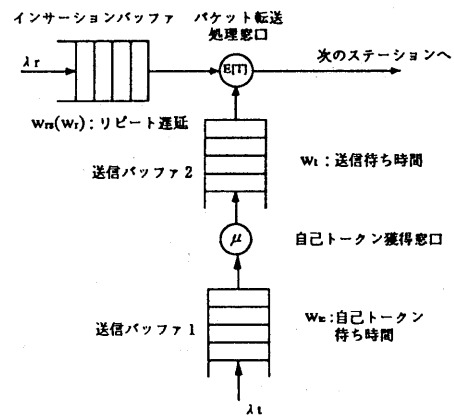 インサーションバッファ
パケット転送
処理窓口
λr
E[T]
次のステーションへ
Wrs(Wr):リピート遅延
送信バッファ2
Wt:送信待ち時間
μ
自己トークン獲得窓口
送信バッファ1
Wtc:自己トークン
待ち時間
λt